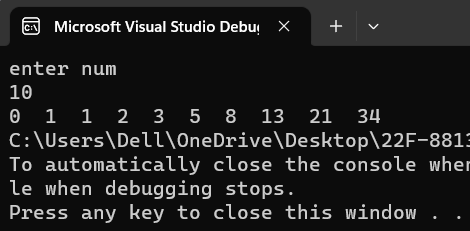 Microsoft Visual Studio Debug
enter num
10
0  1  1  2  3  5  8  13  21  34
C:\Users\Dell\OneDrive\Desktop\22F-8813
To automatically close the console when
le when debugging stops.
Press any key to close this window . .